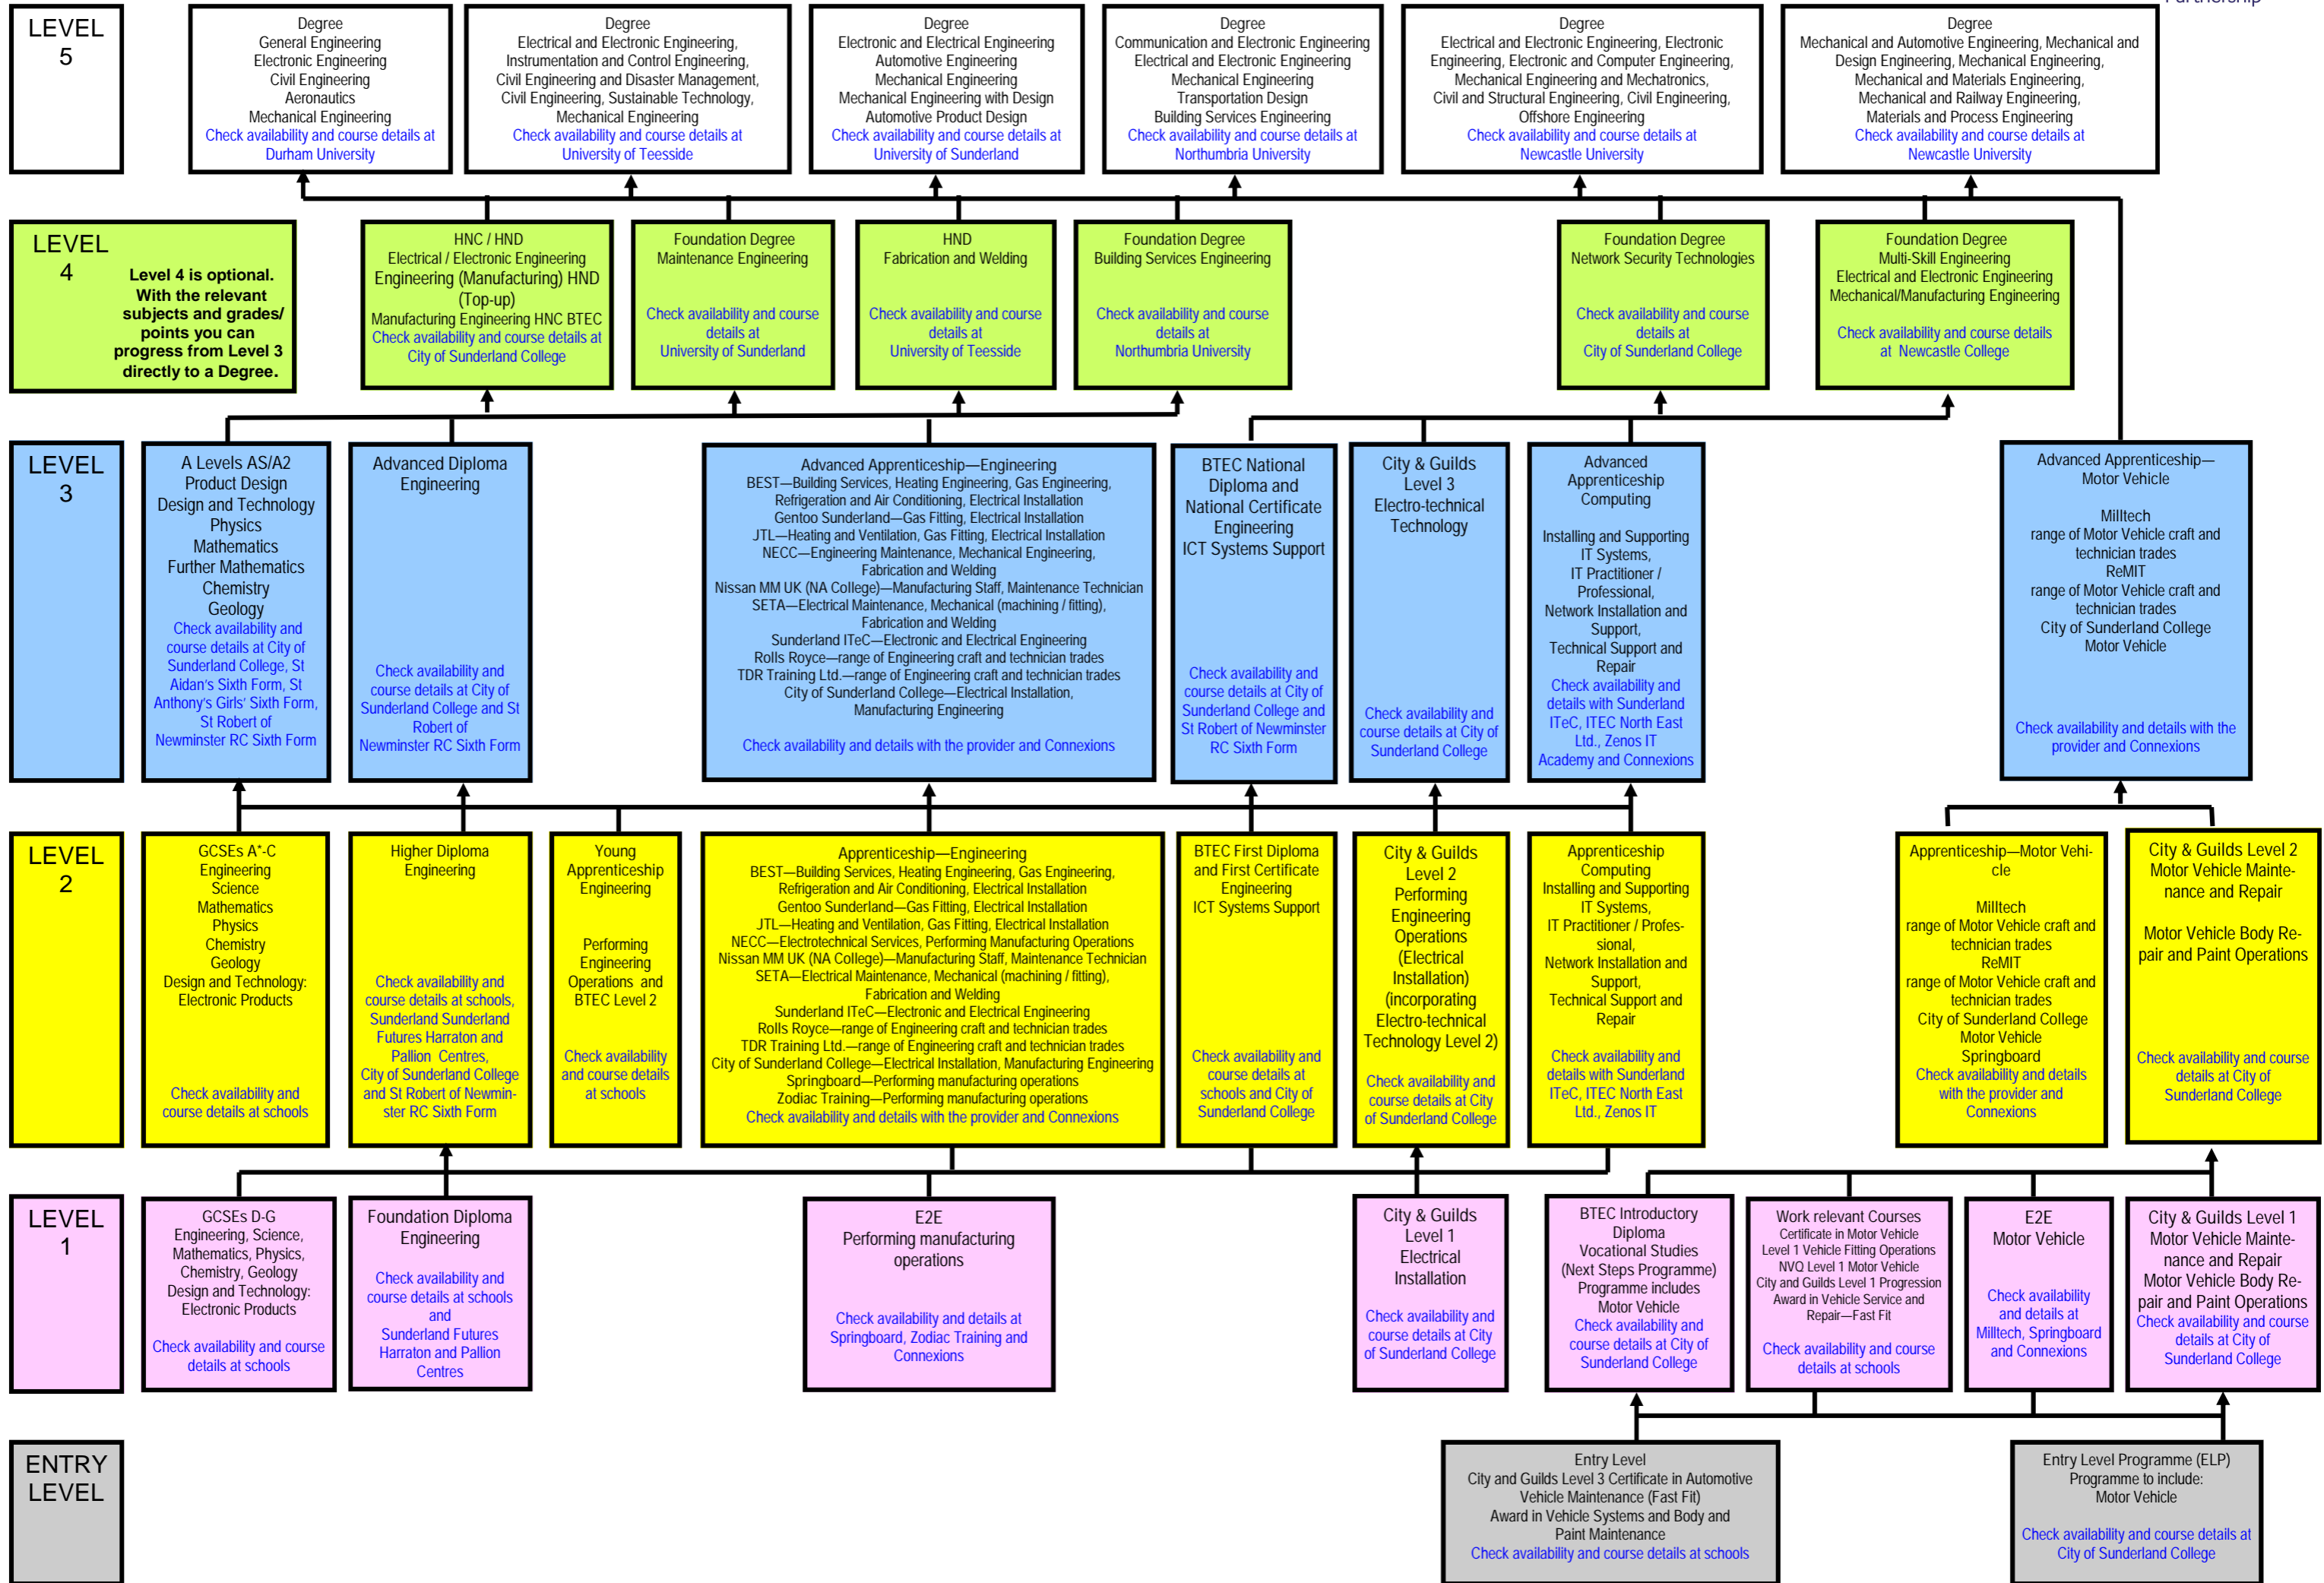 Partnership
LEVEL
5
Degree
General Engineering
Electronic Engineering
Civil Engineering
Aeronautics
Mechanical Engineering
Check availability and course details at
Durham University
Degree
Electrical and Electronic Engineering,
Instrumentation and Control Engineering,
Civil Engineering and Disaster Management,
Civil Engineering, Sustainable Technology,
Mechanical Engineering
Check availability and course details at
University of Teesside
Degree
Electronic and Electrical Engineering
Automotive Engineering
Mechanical Engineering
Mechanical Engineering with Design
Automotive Product Design
Check availability and course details at
University of Sunderland
Degree
Communication and Electronic Engineering
Electrical and Electronic Engineering
Mechanical Engineering
Transportation Design
Building Services Engineering
Check availability and course details at
Northumbria University
Degree
Electrical and Electronic Engineering, Electronic
Engineering, Electronic and Computer Engineering,
Mechanical Engineering and Mechatronics,
Civil and Structural Engineering, Civil Engineering,
Offshore Engineering
Check availability and course details at
Newcastle University
Degree
Mechanical and Automotive Engineering, Mechanical and
Design Engineering, Mechanical Engineering,
Mechanical and Materials Engineering,
Mechanical and Railway Engineering,
Materials and Process Engineering
Check availability and course details at
Newcastle University
LEVEL
4
Level 4 is optional.
With the relevant
subjects and grades/
points you can
progress from Level 3
directly to a Degree.
HNC / HND
Electrical / Electronic Engineering
Engineering (Manufacturing) HND
(Top-up)
Manufacturing Engineering HNC BTEC
Check availability and course details at
City of Sunderland College
Foundation Degree
Maintenance Engineering
Check availability and course
details at
University of Sunderland
HND
Fabrication and Welding
Check availability and course
details at
University of Teesside
Foundation Degree
Building Services Engineering
Check availability and course
details at
Northumbria University
Foundation Degree
Network Security Technologies
Check availability and course
details at
City of Sunderland College
Foundation Degree
Multi-Skill Engineering
Electrical and Electronic Engineering
Mechanical/Manufacturing Engineering
Check availability and course details
at Newcastle College
LEVEL
3
A Levels AS/A2
Product Design
Design and Technology
Physics
Mathematics
Further Mathematics
Chemistry
Geology
Check availability and
course details at City of
Sunderland College, St
Aidan's Sixth Form, St
Anthony's Girls' Sixth Form,
St Robert of
Newminster RC Sixth Form
Advanced Diploma
Engineering
Check availability and
course details at City of
Sunderland College and St
Robert of
Newminster RC Sixth Form
Advanced Apprenticeship—Engineering
BEST—Building Services, Heating Engineering, Gas Engineering,
Refrigeration and Air Conditioning, Electrical Installation
Gentoo Sunderland—Gas Fitting, Electrical Installation
JTL—Heating and Ventilation, Gas Fitting, Electrical Installation
NECC—Engineering Maintenance, Mechanical Engineering,
Fabrication and Welding
Nissan MM UK (NA College)—Manufacturing Staff, Maintenance Technician
SETA—Electrical Maintenance, Mechanical (machining / fitting),
Fabrication and Welding
Sunderland ITeC—Electronic and Electrical Engineering
Rolls Royce—range of Engineering craft and technician trades
TDR Training Ltd.—range of Engineering craft and technician trades
City of Sunderland College—Electrical Installation,
Manufacturing Engineering
Check availability and details with the provider and Connexions
BTEC National
Diploma and
National Certificate
Engineering
ICT Systems Support
Check availability and
course details at City of
Sunderland College and
St Robert of Newminster
RC Sixth Form
City & Guilds
Level 3
Electro-technical
Technology
Check availability and
course details at City of
Sunderland College
Advanced
Apprenticeship
Computing
Installing and Supporting
IT Systems,
IT Practitioner /
Professional,
Network Installation and
Support,
Technical Support and
Repair
Check availability and
details with Sunderland
ITeC, ITEC North East
Ltd., Zenos IT
Academy and Connexions
Advanced Apprenticeship—
Motor Vehicle
Milltech
range of Motor Vehicle craft and
technician trades
ReMIT
range of Motor Vehicle craft and
technician trades
City of Sunderland College
Motor Vehicle
Check availability and details with the
provider and Connexions
LEVEL
2
GCSEs A*-C
Engineering
Science
Mathematics
Physics
Chemistry
Geology
Design and Technology:
Electronic Products
Check availability and
course details at schools
Higher Diploma
Engineering
Check availability and
course details at schools,
Sunderland Sunderland
Futures Harraton and
Pallion Centres,
City of Sunderland College
and St Robert of Newmin-
ster RC Sixth Form
Young
Apprenticeship
Engineering
Performing
Engineering
Operations and
BTEC Level 2
Check availability
and course details
at schools
Apprenticeship—Engineering
BEST—Building Services, Heating Engineering, Gas Engineering,
Refrigeration and Air Conditioning, Electrical Installation
Gentoo Sunderland—Gas Fitting, Electrical Installation
JTL—Heating and Ventilation, Gas Fitting, Electrical Installation
NECC—Electrotechnical Services, Performing Manufacturing Operations
Nissan MM UK (NA College)—Manufacturing Staff, Maintenance Technician
SETA—Electrical Maintenance, Mechanical (machining / fitting),
Fabrication and Welding
Sunderland ITeC—Electronic and Electrical Engineering
Rolls Royce—range of Engineering craft and technician trades
TDR Training Ltd.—range of Engineering craft and technician trades
City of Sunderland College—Electrical Installation, Manufacturing Engineering
Springboard—Performing manufacturing operations
Zodiac Training—Performing manufacturing operations
Check availability and details with the provider and Connexions
BTEC First Diploma
and First Certificate
Engineering
ICT Systems Support
Check availability and
course details at
schools and City of
Sunderland College
City & Guilds
Level 2
Performing
Engineering
Operations
(Electrical
Installation)
(incorporating
Electro-technical
Technology Level 2)
Check availability and
course details at City
of Sunderland College
Apprenticeship
Computing
Installing and Supporting
IT Systems,
IT Practitioner / Profes-
sional,
Network Installation and
Support,
Technical Support and
Repair
Check availability and
details with Sunderland
ITeC, ITEC North East
Ltd., Zenos IT
Apprenticeship—Motor Vehi-
cle
Milltech
range of Motor Vehicle craft and
technician trades
ReMIT
range of Motor Vehicle craft and
technician trades
City of Sunderland College
Motor Vehicle
Springboard
Check availability and details
with the provider and
Connexions
City & Guilds Level 2
Motor Vehicle Mainte-
nance and Repair
Motor Vehicle Body Re-
pair and Paint Operations
Check availability and course
details at City of
Sunderland College
LEVEL
1
GCSEs D-G
Engineering, Science,
Mathematics, Physics,
Chemistry, Geology
Design and Technology:
Electronic Products
Check availability and course
details at schools
Foundation Diploma
Engineering
Check availability and
course details at schools
and
Sunderland Futures
Harraton and Pallion
Centres
E2E
Performing manufacturing
operations
Check availability and details at
Springboard, Zodiac Training and
Connexions
City & Guilds
Level 1
Electrical
Installation
Check availability and
course details at City
of Sunderland College
BTEC Introductory
Diploma
Vocational Studies
(Next Steps Programme)
Programme includes
Motor Vehicle
Check availability and
course details at City of
Sunderland College
Work relevant Courses
Certificate in Motor Vehicle
Level 1 Vehicle Fitting Operations
NVQ Level 1 Motor Vehicle
City and Guilds Level 1 Progression
Award in Vehicle Service and
Repair—Fast Fit
Check availability and course
details at schools
E2E
Motor Vehicle
Check availability
and details at
Milltech, Springboard
and Connexions
City & Guilds Level 1
Motor Vehicle Mainte-
nance and Repair
Motor Vehicle Body Re-
pair and Paint Operations
Check availability and course
details at City of
Sunderland College
ENTRY
LEVEL
Entry Level
City and Guilds Level 3 Certificate in Automotive
Vehicle Maintenance (Fast Fit)
Award in Vehicle Systems and Body and
Paint Maintenance
Check availability and course details at schools
Entry Level Programme (ELP)
Programme to include:
Motor Vehicle
Check availability and course details at
City of Sunderland College